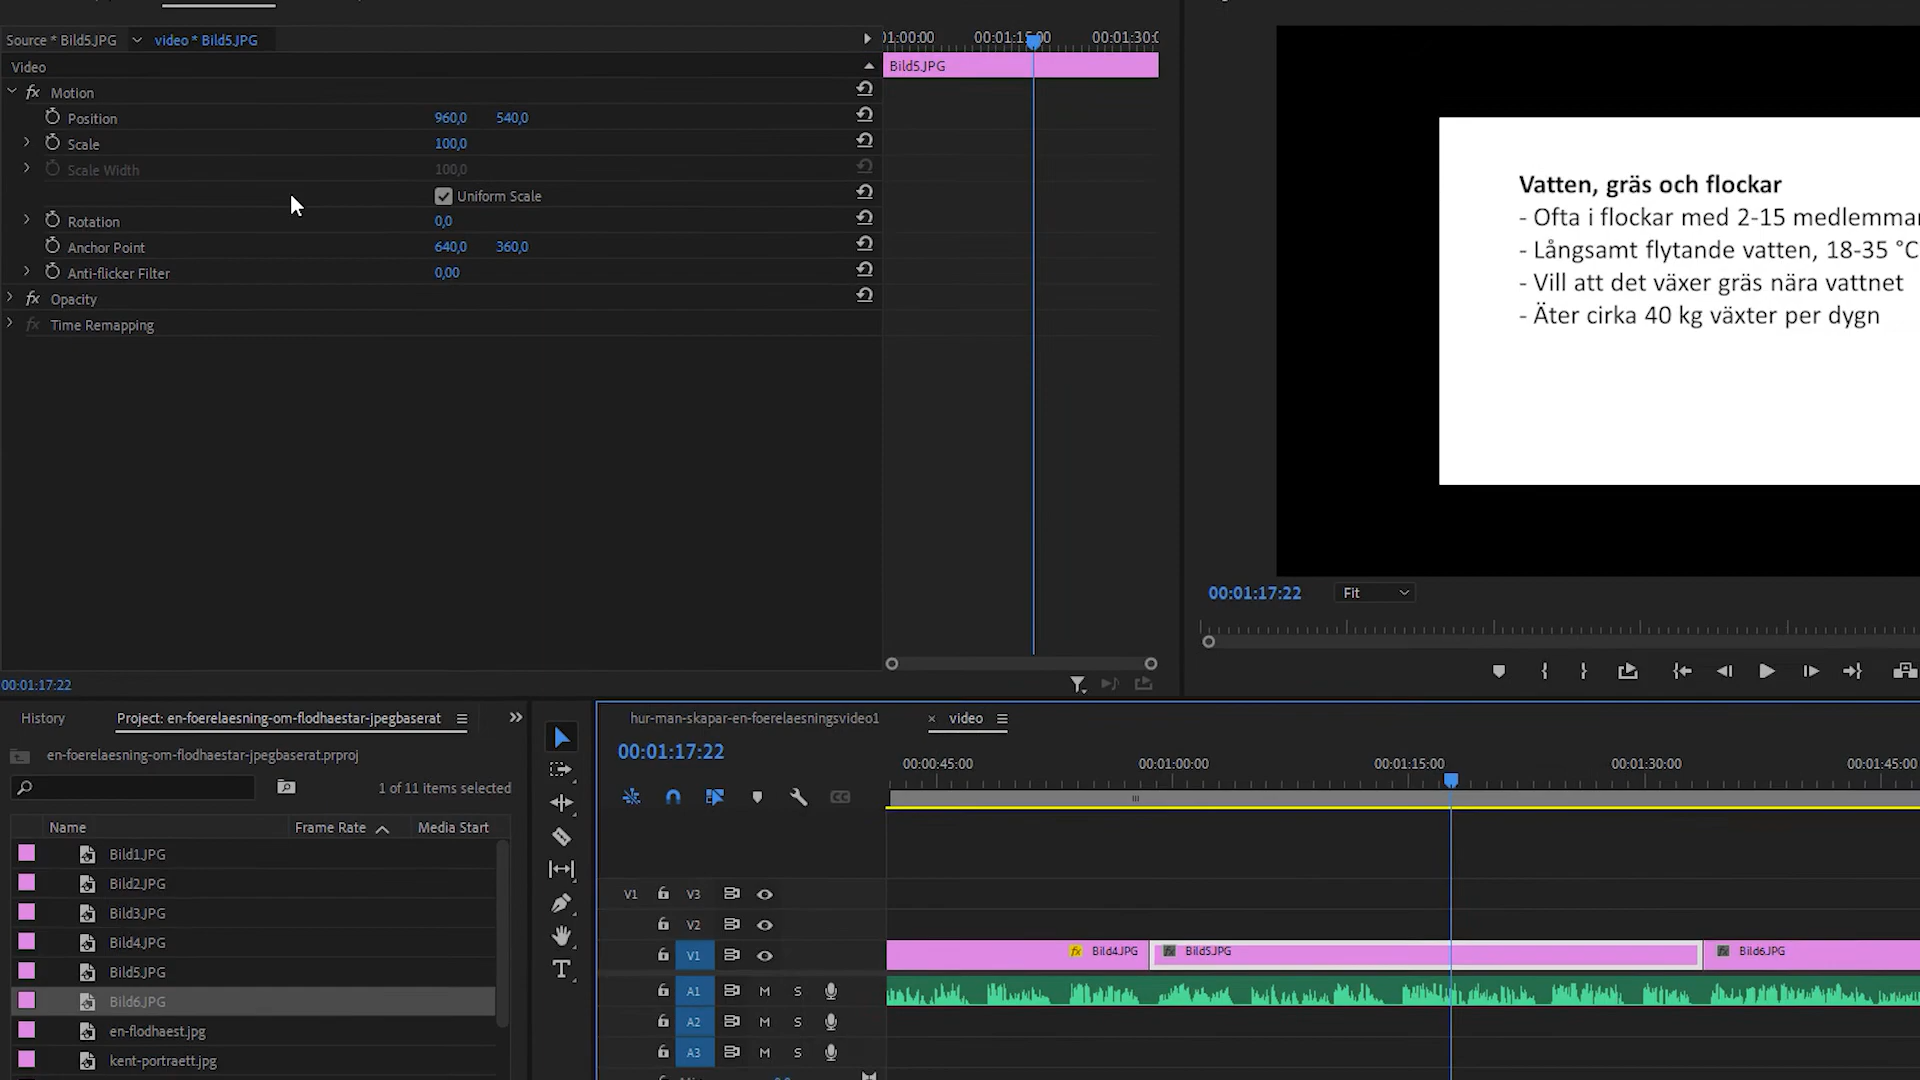 Source * Bild5.JPG
video * Bild5.JPG
00:01:15:00
00:01:30:
Video
Bild5.JPG
fx Motion
Position 960,0 540,0
Scale 100,0
Scale Width 100,0
Uniform Scale
Rotation 0,0
Anchor Point 640,0 360,0
Anti-flicker Filter 0,00
fx Opacity
fx Time Remapping
00:01:17:22
Vatten, gräs och flockar
- Ofta i flockar med 2-15 medlemmar
- Långsamt flytande vatten, 18-35 °C
- Vill att det växer gräs nära vattnet
- Äter cirka 40 kg växter per dygn
00:01:17:22
Fit
History
Project: en-foerelaesning-om-flodhaestar-jpegbaserat
en-foerelaesning-om-flodhaestar-jpegbaserat.prproj
1 of 11 items selected
Name Frame Rate Media Start
Bild1.JPG
Bild2.JPG
Bild3.JPG
Bild4.JPG
Bild5.JPG
Bild6.JPG
en-flodhaest.jpg
kent-portraett.jpg
hur-man-skapar-en-foerelaesningsvideo1
× video
00:01:17:22
00:00:45:00
00:01:00:00
00:01:15:00
00:01:30:00
00:01:45:00
V1 V3
V2
V1
fx Bild4.JPG
fx Bild5.JPG
fx Bild6.JPG
A1 M S
A2 M S
A3 M S